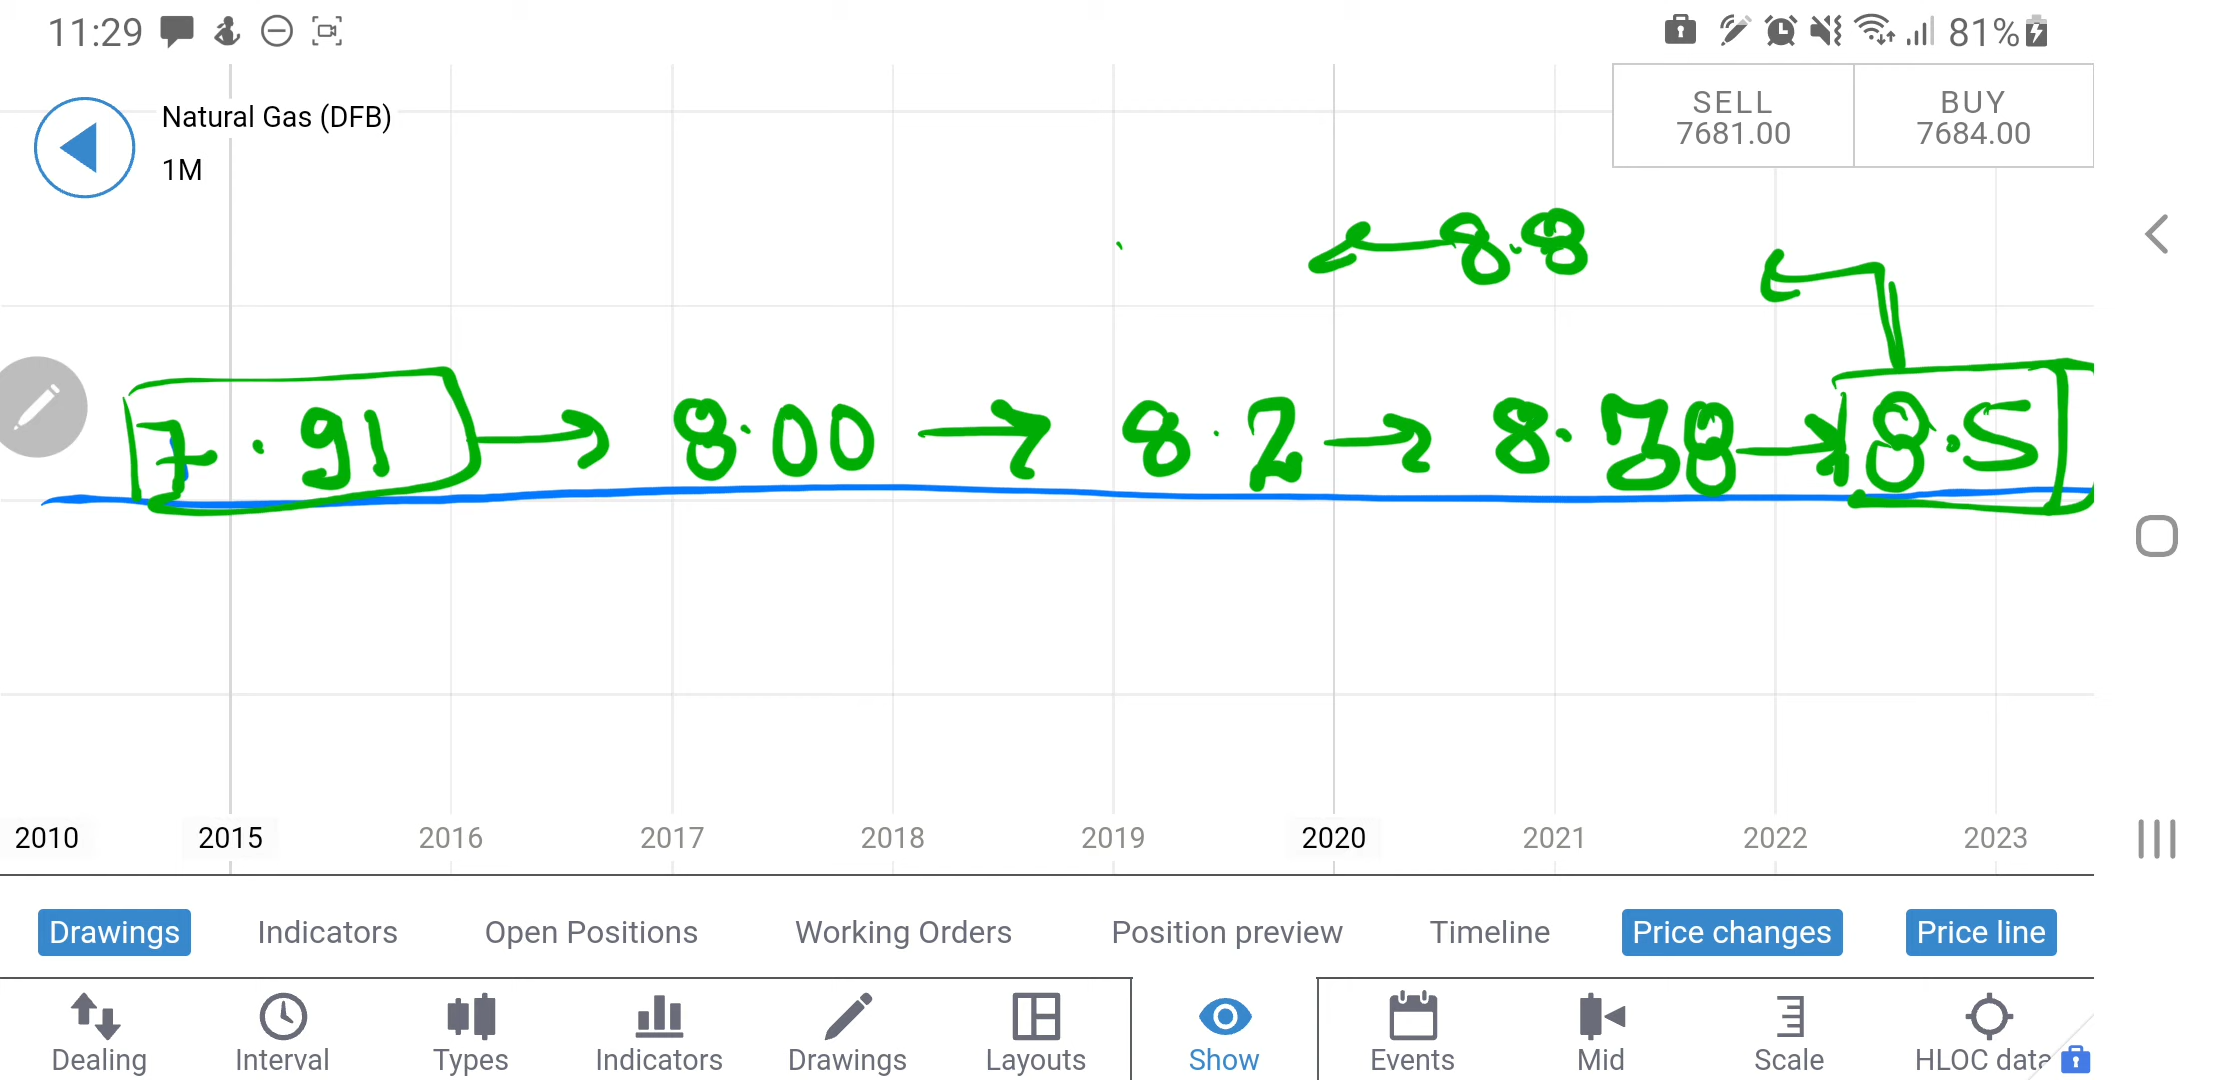 11:29 81%
Natural Gas (DFB)
1M
SELL BUY
7681.00 7684.00
8.8
7.91 → 8.00 → 8.2 → 8.38 → 8.5
2010 2015 2016 2017 2018 2019 2020 2021 2022 2023
Drawings Indicators Open Positions Working Orders Position preview Timeline Price changes Price line
Dealing Interval Types Indicators Drawings Layouts Show Events Mid Scale HLOC data